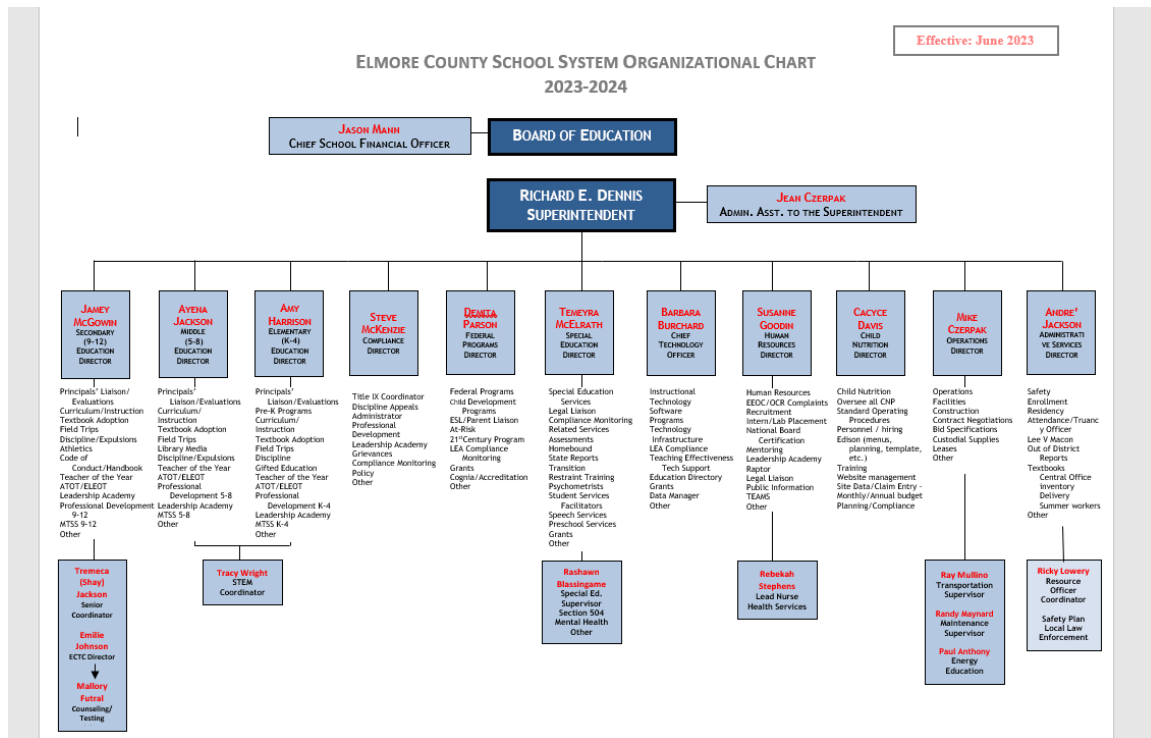 Effective: June 2023
ELMORE COUNTY SCHOOL SYSTEM ORGANIZATIONAL CHART
2023-2024
JASON MANN
CHIEF SCHOOL FINANCIAL OFFICER
BOARD OF EDUCATION
RICHARD E. DENNIS
SUPERINTENDENT
JEAN CZERPAK
ADMIN. ASST. TO THE SUPERINTENDENT
JAMEY
MCGOWIN
SECONDARY
(9-12)
EDUCATION
DIRECTOR
AYENA
JACKSON
MIDDLE
(5-8)
EDUCATION
DIRECTOR
AMY
HARRISON
ELEMENTARY
(K-4)
EDUCATION
DIRECTOR
STEVE
MCKENZIE
COMPLIANCE
DIRECTOR
DEMITA
PARSON
FEDERAL
PROGRAMS
DIRECTOR
TEMEYRA
MCELRATH
SPECIAL
EDUCATION
DIRECTOR
BARBARA
BURCHARD
CHIEF
TECHNOLOGY
OFFICER
SUSANNE
GOODIN
HUMAN
RESOURCES
DIRECTOR
CACYCE
DAVIS
CHILD
NUTRITION
DIRECTOR
MIKE
CZERPAK
OPERATIONS
DIRECTOR
ANDRE'
JACKSON
ADMINISTRATI
VE SERVICES
DIRECTOR
Principals' Liaison/
Evaluations
Curriculum/Instruction
Textbook Adoption
Field Trips
Discipline/Expulsions
Athletics
Code of
Conduct/Handbook
Teacher of the Year
ATOT/ELEOT
Leadership Academy
Professional Development
9-12
MTSS 9-12
Other
Principals'
Liaison/Evaluations
Curriculum/
Instruction
Textbook Adoption
Field Trips
Library Media
Discipline/Expulsions
Teacher of the Year
ATOT/ELEOT
Professional
Development 5-8
Leadership Academy
MTSS 5-8
Other
Principals'
Liaison/Evaluations
Pre-K Programs
Curriculum/
Instruction
Textbook Adoption
Field Trips
Discipline
Gifted Education
Teacher of the Year
ATOT/ELEOT
Professional
Development K-4
Leadership Academy
MTSS K-4
Other
Title IX Coordinator
Discipline Appeals
Administrator
Professional
Development
Leadership Academy
Grievances
Compliance Monitoring
Policy
Other
Federal Programs
Child Development
Programs
ESL/Parent Liaison
At-Risk
21stCentury Program
LEA Compliance
Monitoring
Grants
Cognia/Accreditation
Other
Special Education
Services
Legal Liaison
Compliance Monitoring
Related Services
Assessments
Homebound
State Reports
Transition
Restraint Training
Psychometrists
Student Services
Facilitators
Speech Services
Preschool Services
Grants
Other
Instructional
Technology
Software
Programs
Technology
Infrastructure
LEA Compliance
Teaching Effectiveness
Tech Support
Education Directory
Grants
Data Manager
Other
Human Resources
EEOC/OCR Complaints
Recruitment
Intern/Lab Placement
National Board
Certification
Mentoring
Leadership Academy
Raptor
Legal Liaison
Public Information
TEAMS
Other
Child Nutrition
Oversee all CNP
Standard Operating
Procedures
Personnel / hiring
Edison (menus,
planning, template,
etc.)
Training
Website management
Site Data/Claim Entry -
Monthly/Annual budget
Planning/Compliance
Operations
Facilities
Construction
Contract Negotiations
Bid Specifications
Custodial Supplies
Leases
Other
Safety
Enrollment
Residency
Attendance/Truanc
y Officer
Lee V Macon
Out of District
Reports
Textbooks
Central Office
inventory
Delivery
Summer workers
Other
Tremeca
(Shay)
Jackson
Senior
Coordinator
Emilie
Johnson
ECTC Director
Mallory
Futral
Counseling/
Testing
Tracy Wright
STEM
Coordinator
Rashawn
Blassingame
Special Ed.
Supervisor
Section 504
Mental Health
Other
Rebekah
Stephens
Lead Nurse
Health Services
Ray Mullino
Transportation
Supervisor
Randy Maynard
Maintenance
Supervisor
Paul Anthony
Energy
Education
Ricky Lowery
Resource
Officer
Coordinator
Safety Plan
Local Law
Enforcement